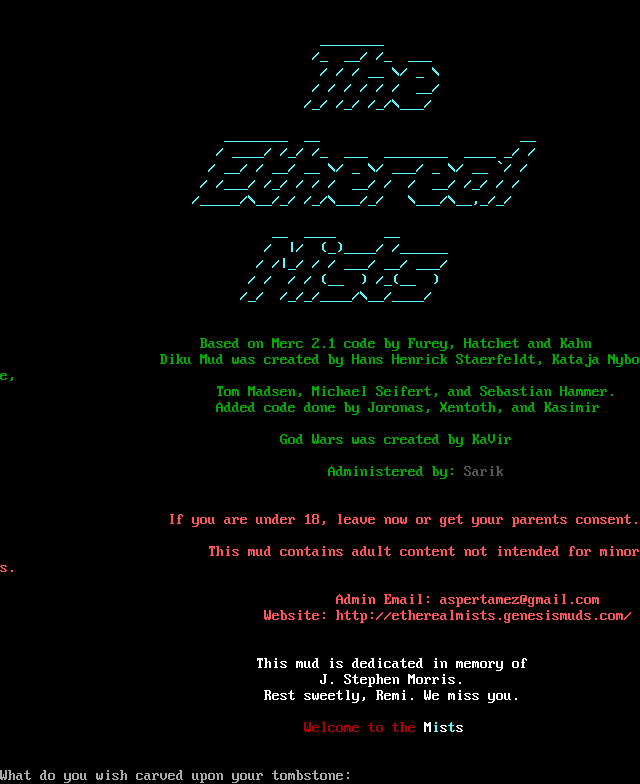 The
Ethereal
Mists
Based on Merc 2.1 code by Furey, Hatchet and Kahn
Diku Mud was created by Hans Henrick Staerfeldt, Kataja Nybo
e,
Tom Madsen, Michael Seifert, and Sebastian Hammer.
Added code done by Joronas, Xentoth, and Kasimir
God Wars was created by KaVir
Administered by: Sarik
If you are under 18, leave now or get your parents consent.
This mud contains adult content not intended for minor
s.
Admin Email: aspertamez@gmail.com
Website: http://etherealmists.genesismuds.com/
This mud is dedicated in memory of
J. Stephen Morris.
Rest sweetly, Remi. We miss you.
Welcome to the Mists
What do you wish carved upon your tombstone: